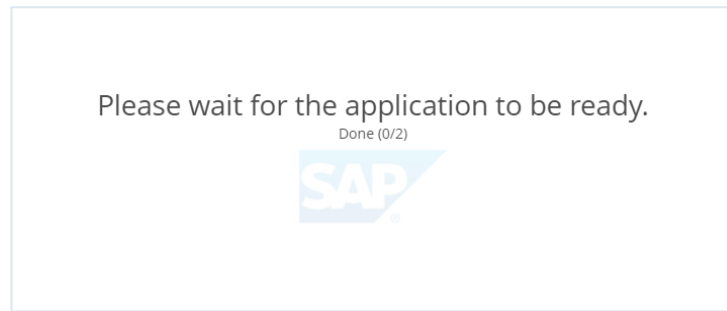 Please wait for the application to be ready.
Done (0/2)
SAP
®